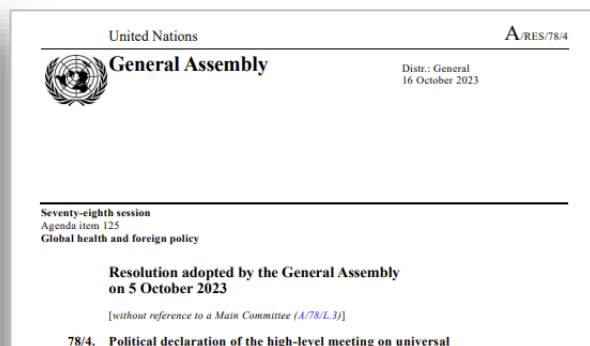 United Nations
A/RES/78/4
General Assembly
Distr.: General
16 October 2023
Seventy-eighth session
Agenda item 125
Global health and foreign policy
Resolution adopted by the General Assembly
on 5 October 2023
[without reference to a Main Committee (A/78/L.3)]
78/4. Political declaration of the high-level meeting on universal